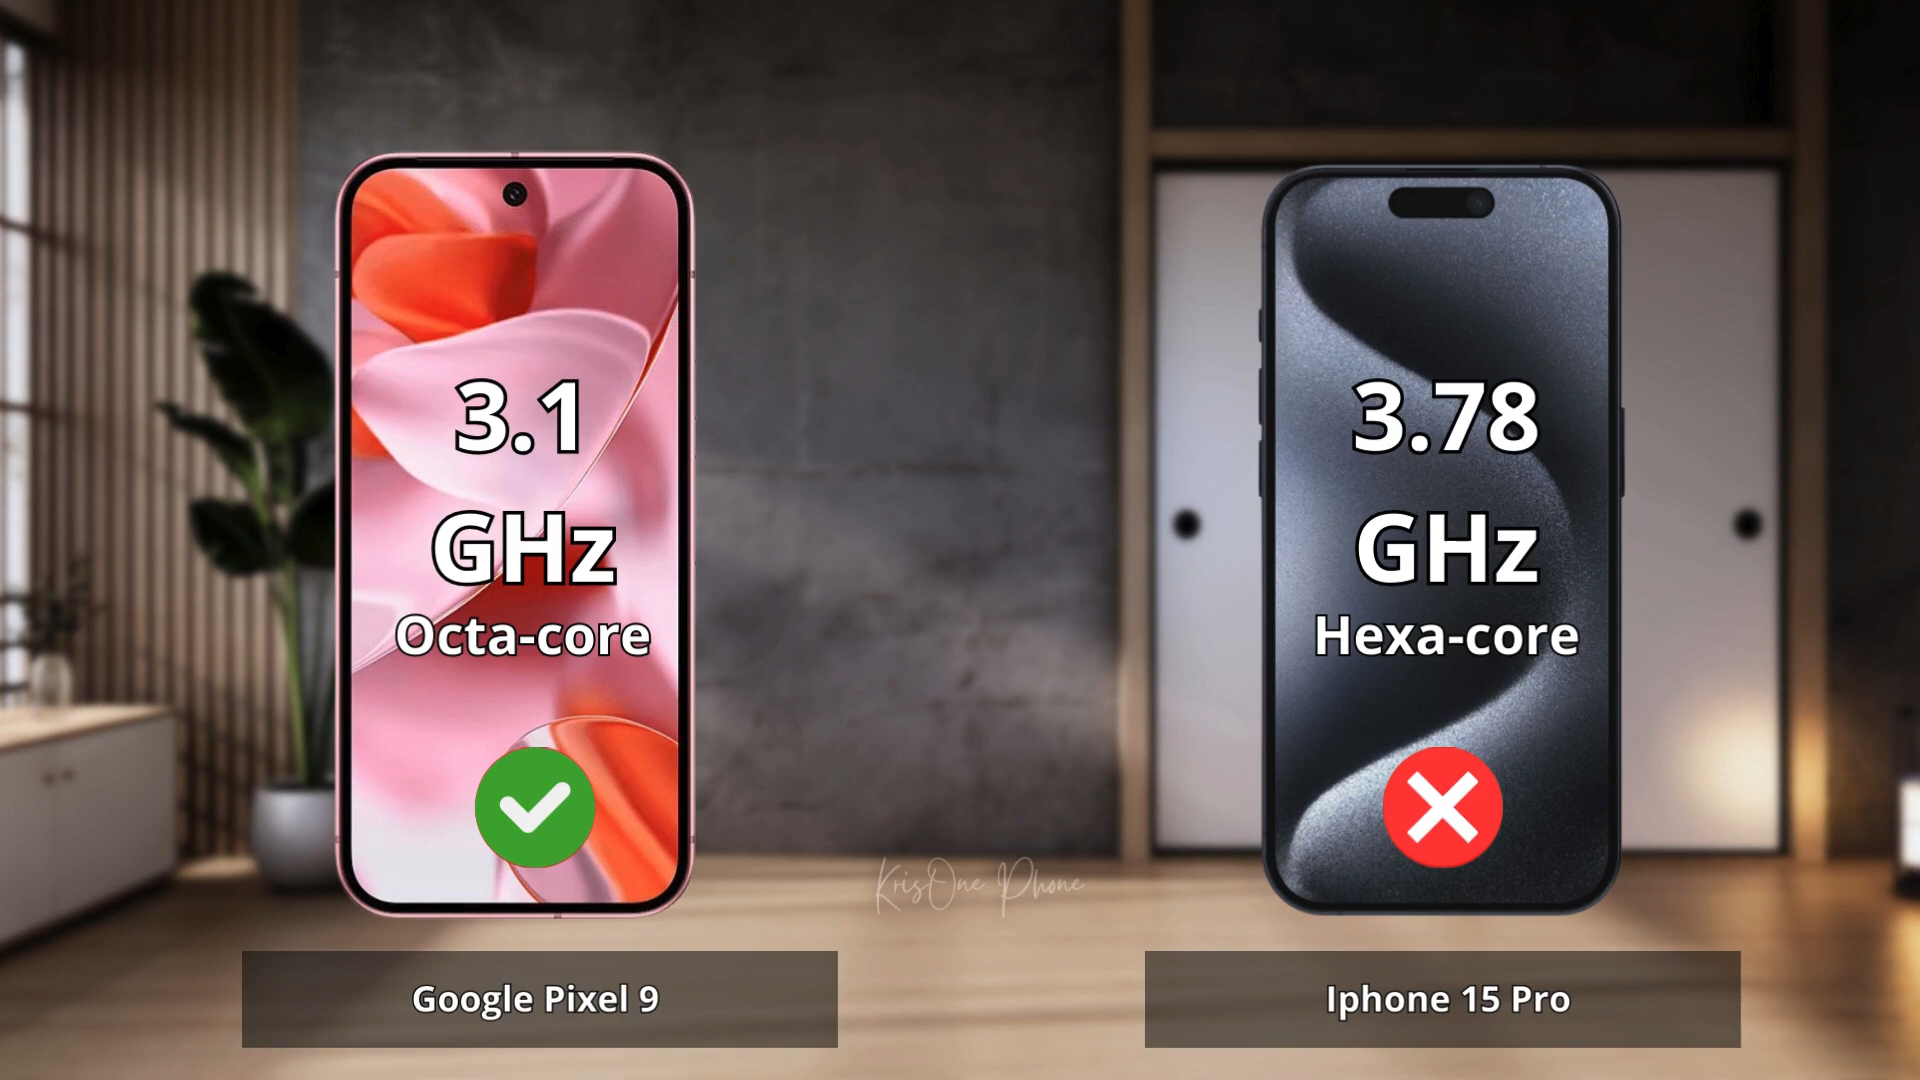 3.1
GHz
Octa-core
3.78
GHz
Hexa-core
KrisOne Phone
Google Pixel 9
Iphone 15 Pro